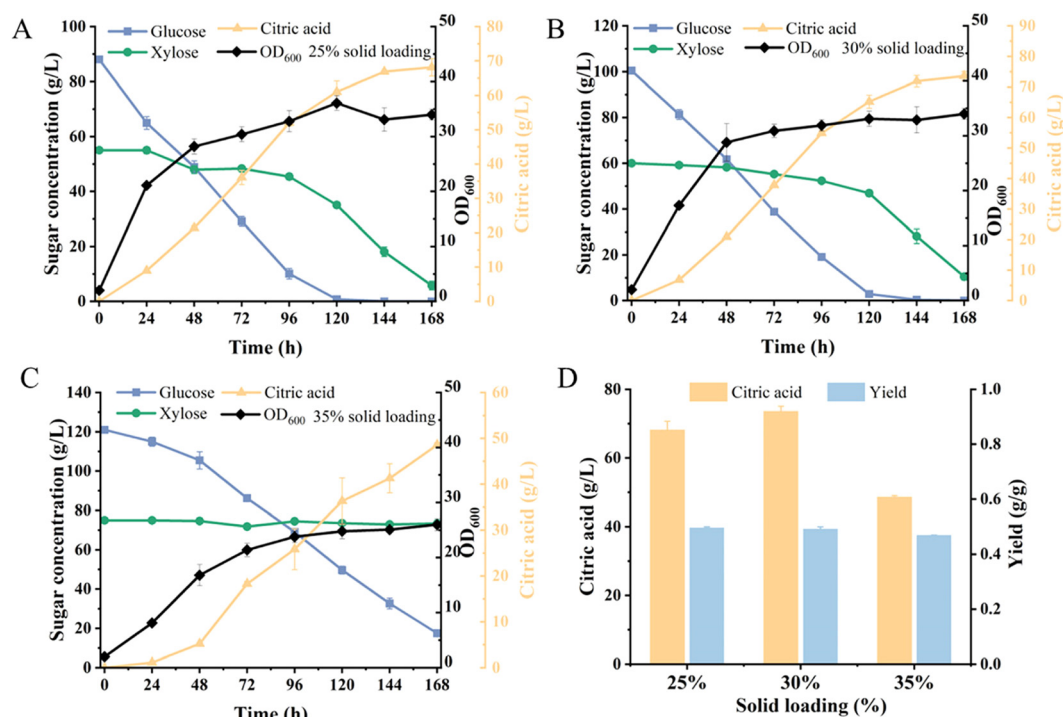 A
Glucose
Citric acid
Xylose
OD600 25% solid loading
100
80
60
40
20
0
Sugar concentration (g/L)
0 24 48 72 96 120 144 168
Time (h)
50
40
30
20
10
0
OD600
80
70
60
50
40
30
20
10
0
Citric acid (g/L)
B
Glucose
Citric acid
Xylose
OD600 30% solid loading
120
100
80
60
40
20
0
Sugar concentration (g/L)
0 24 48 72 96 120 144 168
Time (h)
50
40
30
20
10
0
OD600
90
80
70
60
50
40
30
20
10
0
Citric acid (g/L)
C
Glucose
Citric acid
Xylose
OD600 35% solid loading
140
120
100
80
60
40
20
0
Sugar concentration (g/L)
0 24 48 72 96 120 144 168
Time (h)
50
40
30
20
10
0
OD600
60
50
40
30
20
10
0
Citric acid (g/L)
D
Citric acid
Yield
80
70
60
50
40
30
20
10
0
Citric acid (g/L)
25% 30% 35%
Solid loading (%)
1.0
0.8
0.6
0.4
0.2
0.0
Yield (g/g)